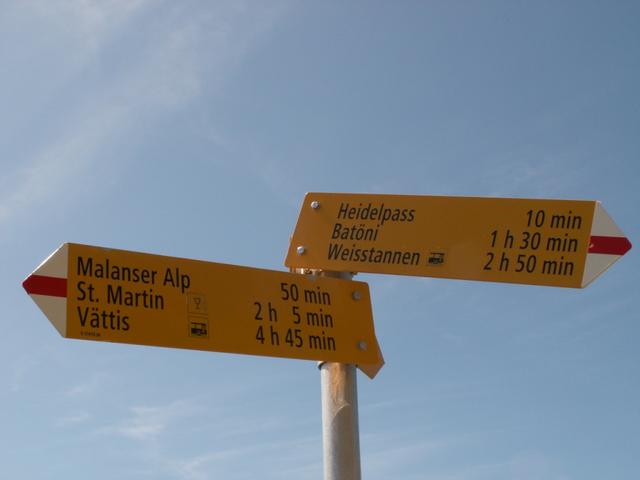 Heidelpass 10 min
Batöni 1 h 30 min
Weisstannen 2 h 50 min
Malanser Alp 50 min
St. Martin 2 h 5 min
Vättis 4 h 45 min